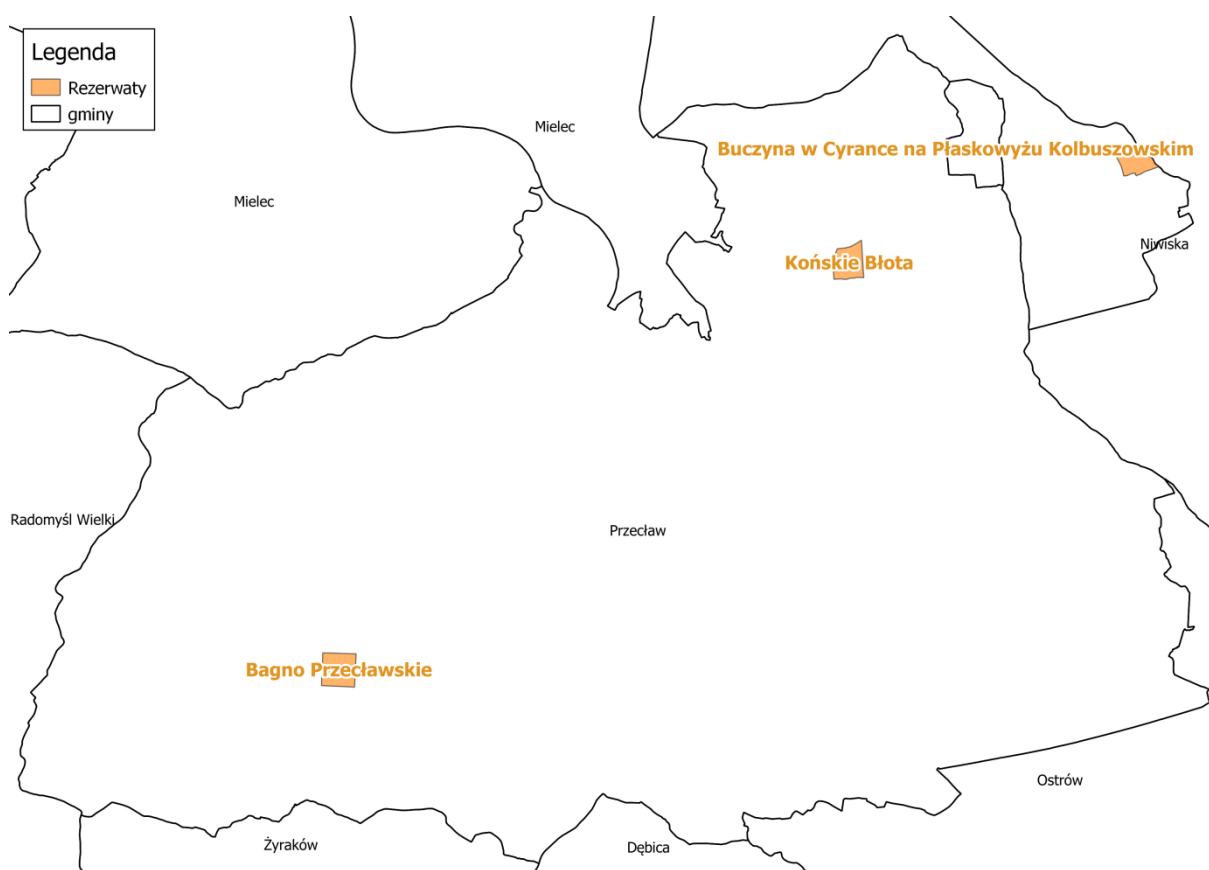 Legenda
Rezerwaty
gminy
Mielec
Buczyna w Cyrance na Płaskowyżu Kolbuszowskim
Mielec
Niwiska
Końskie Błota
Radomyśl Wielki
Przecław
Bagno Przecławskie
Ostrów
Żyraków
Dębica